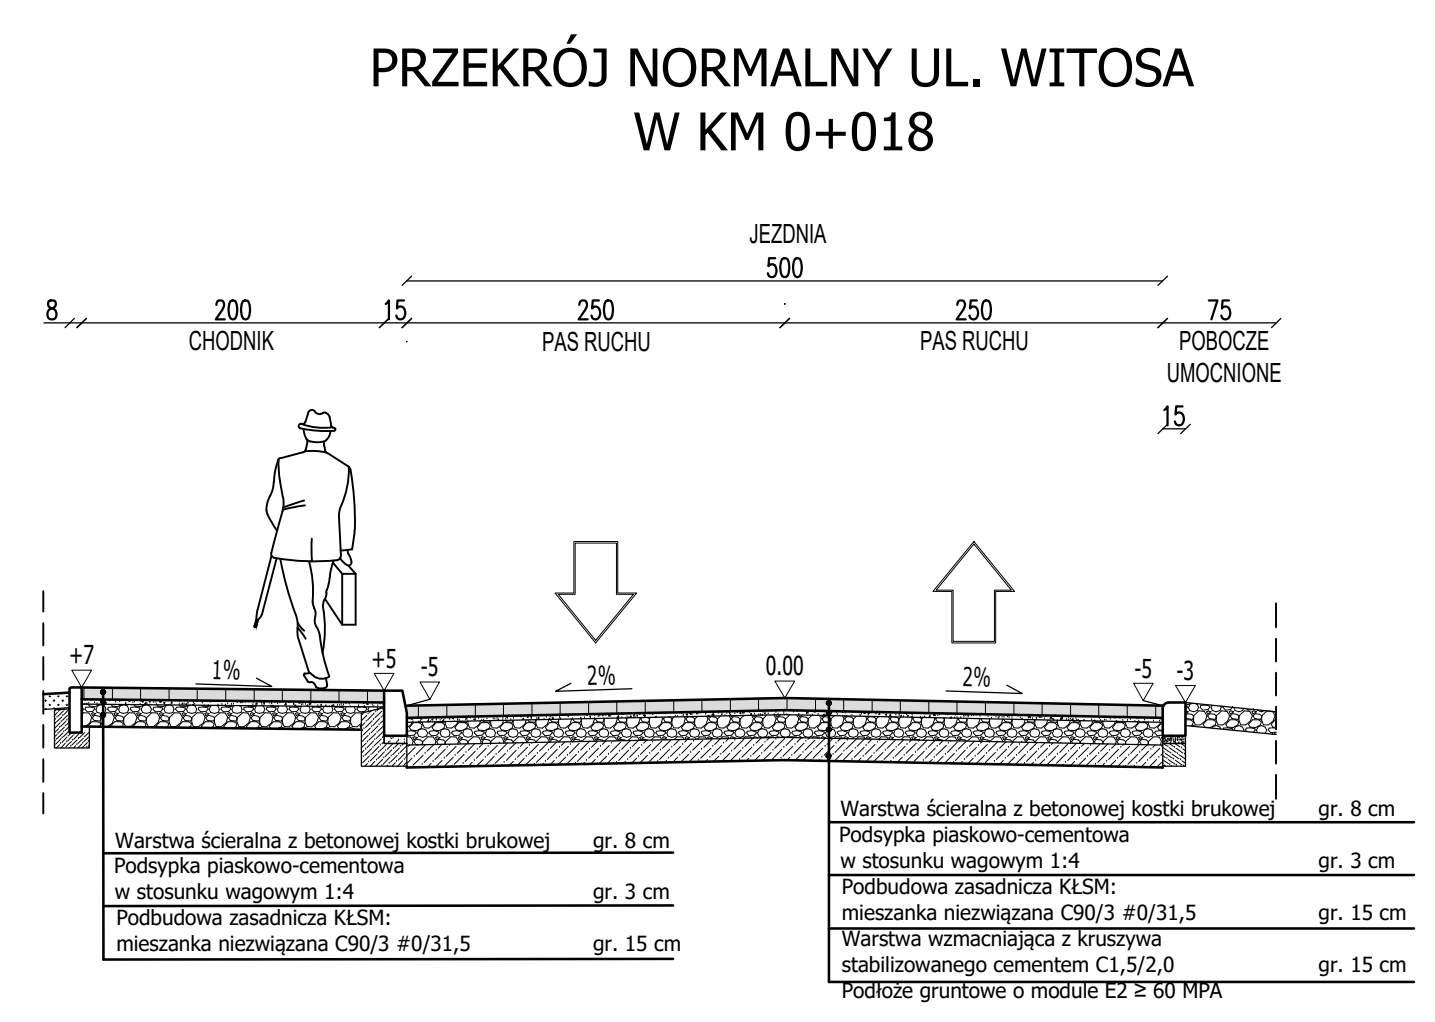 PRZEKRÓJ NORMALNY UL. WITOSA
W KM 0+018
JEZDNIA
500
8 200 15 250 250 75
CHODNIK PAS RUCHU PAS RUCHU POBOCZE
UMOCNIONE
15
+7 1% +5 -5 2% 0.00 2% -5 -3
Warstwa ścieralna z betonowej kostki brukowej gr. 8 cm
Podsypka piaskowo-cementowa
w stosunku wagowym 1:4 gr. 3 cm
Podbudowa zasadnicza KŁSM:
mieszanka niezwiązana C90/3 #0/31,5 gr. 15 cm
Warstwa ścieralna z betonowej kostki brukowej gr. 8 cm
Podsypka piaskowo-cementowa
w stosunku wagowym 1:4 gr. 3 cm
Podbudowa zasadnicza KŁSM:
mieszanka niezwiązana C90/3 #0/31,5 gr. 15 cm
Warstwa wzmacniająca z kruszywa
stabilizowanego cementem C1,5/2,0 gr. 15 cm
Podłoże gruntowe o module E2 ≥ 60 MPA